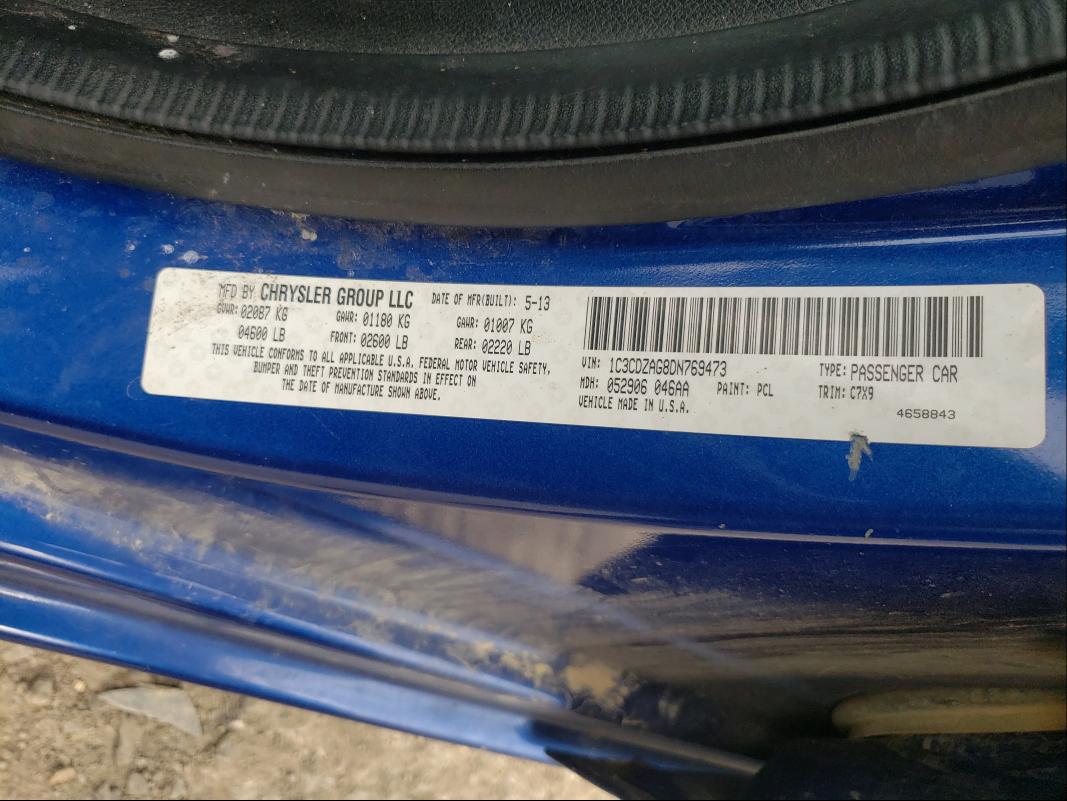 MFD BY CHRYSLER GROUP LLC DATE OF MFR(BUILT): 5-13
GVWR: 02087 KG GAWR: 01180 KG GAWR: 01007 KG
04600 LB FRONT: 02600 LB REAR: 02220 LB
THIS VEHICLE CONFORMS TO ALL APPLICABLE U.S.A. FEDERAL MOTOR VEHICLE SAFETY,
BUMPER AND THEFT PREVENTION STANDARDS IN EFFECT ON
THE DATE OF MANUFACTURE SHOWN ABOVE.
VIN: 1C3CDZAG8DN769473 TYPE: PASSENGER CAR
MDH: 052906 046AA PAINT: PCL TRIM: C7X9
VEHICLE MADE IN U.S.A.
4658843